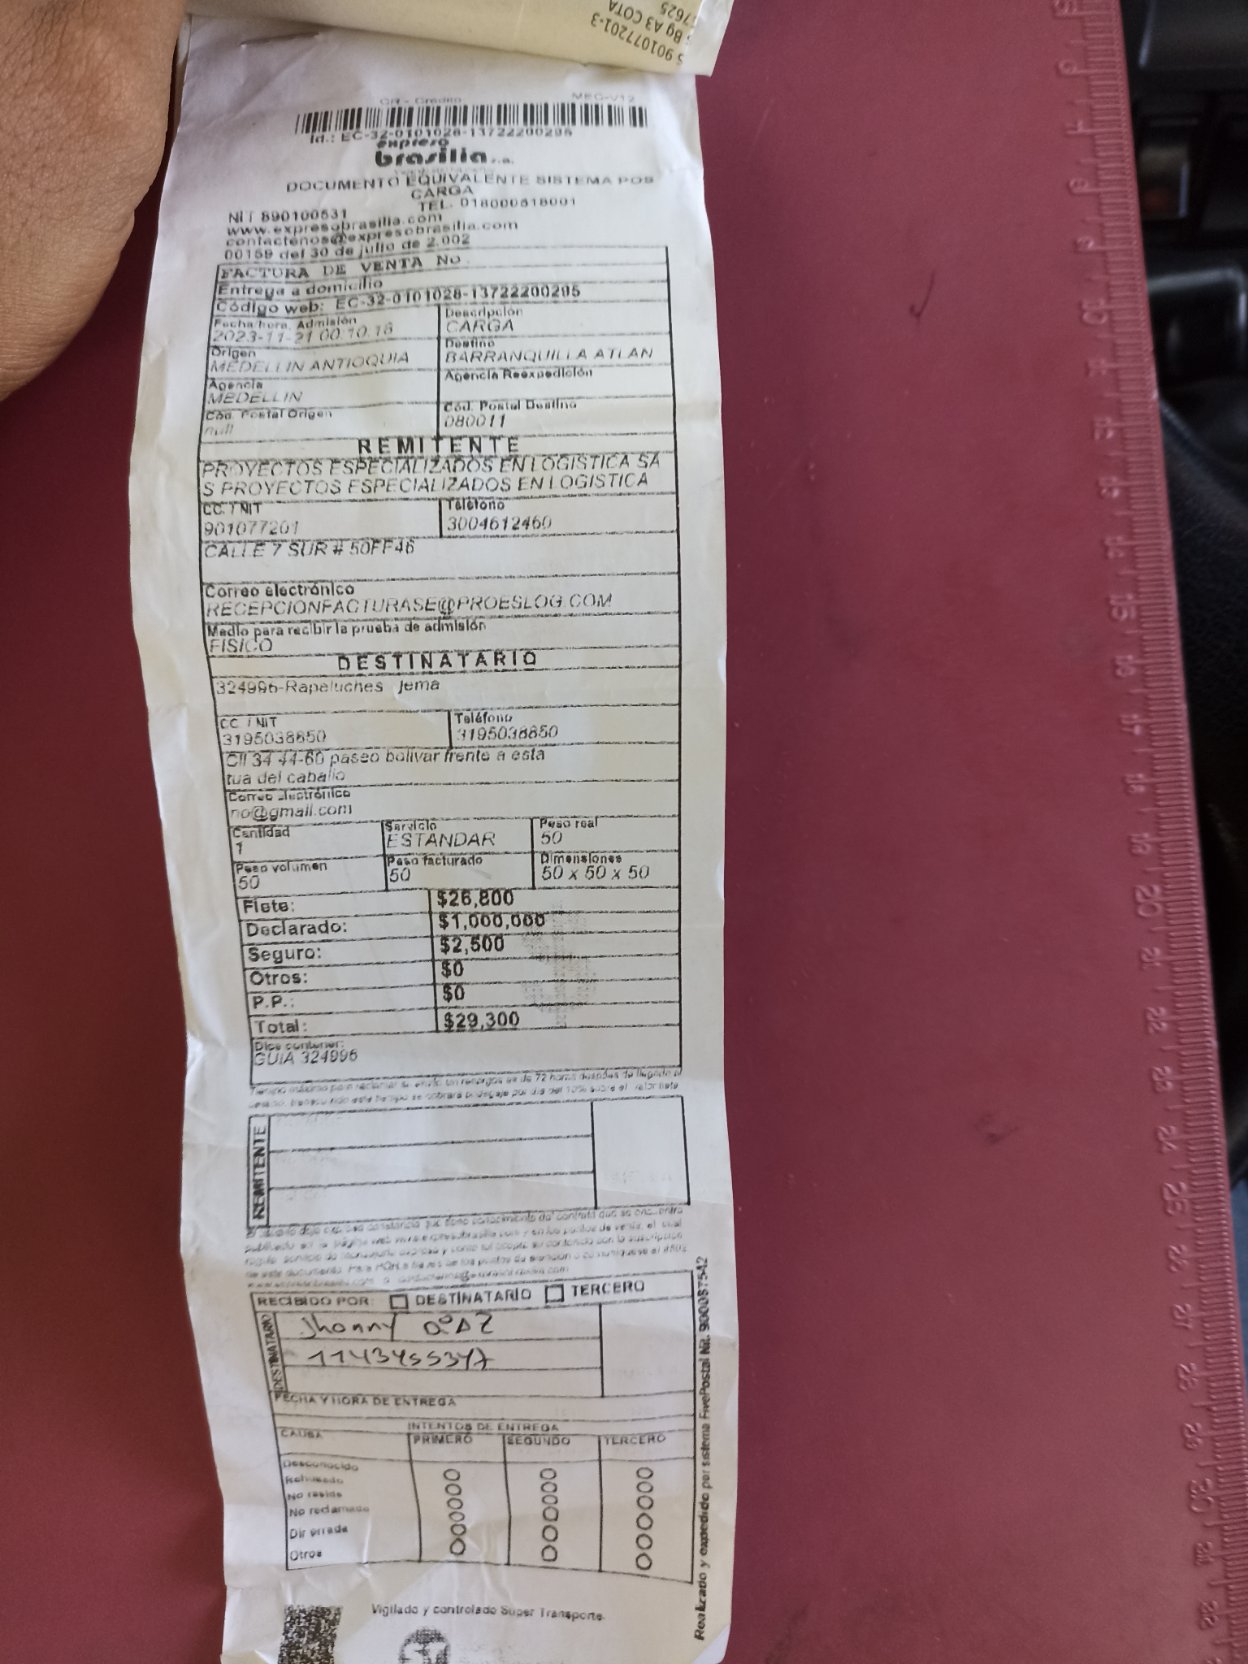 901077201-3
Bg A3 COTA
7625
CR - Crédito
MEG-V12
Id.: EC-32-0101028-13722200295
expreso
brasilia s.a.
DOCUMENTO EQUIVALENTE SISTEMA POS
CARGA
NIT 890100531 TEL. 018000518001
www.expresobrasilia.com
contactenos@expresobrasilia.com
00159 del 30 de julio de 2.002
FACTURA DE VENTA No.
Entrega a domicilio
Código web: EC-32-0101028-13722200295
Fecha hora, Admisión
2023-11-21 00:10:16
Descripción
CARGA
Origen
MEDELLIN ANTIOQUIA
Destino
BARRANQUILLA ATLAN
Agencia
MEDELLIN
Agencia Reexpedición
Cód. Postal Origen
null
Cód. Postal Destino
080011
REMITENTE
PROYECTOS ESPECIALIZADOS EN LOGISTICA SA
S PROYECTOS ESPECIALIZADOS EN LOGISTICA
CC / NIT
901077201
Teléfono
3004612460
CALLE 7 SUR # 50FF46
Correo electrónico
RECEPCIONFACTURASE@PROESLOG.COM
Medio para recibir la prueba de admisión
FISICO
DESTINATARIO
324996-Rapeluches Jema
CC / NIT
3195038850
Teléfono
3195038850
Cll 34 44-60 paseo bolivar frente a esta
tua del caballo
Correo electrónico
no@gmail.com
Cantidad
1
Servicio
ESTANDAR
Peso real
50
Peso volumen
50
Peso facturado
50
Dimensiones
50 x 50 x 50
Flete: $26,800
Declarado: $1,000,000
Seguro: $2,500
Otros: $0
P.P.: $0
Total: $29,300
Dice contener:
GUIA 324996
REMITENTE
RECIBIDO POR: DESTINATARIO TERCERO
DESTINATARIO
Jhonny DiaZ
1143455347
FECHA Y HORA DE ENTREGA
CAUSA
INTENTOS DE ENTREGA
PRIMERO SEGUNDO TERCERO
Desconocido
Rehusado
No reside
No reclamado
Dir errada
Otros
Realizado y expedido por sistema FivePostal Nit. 900087542
Vigilado y controlado Super Transporte.